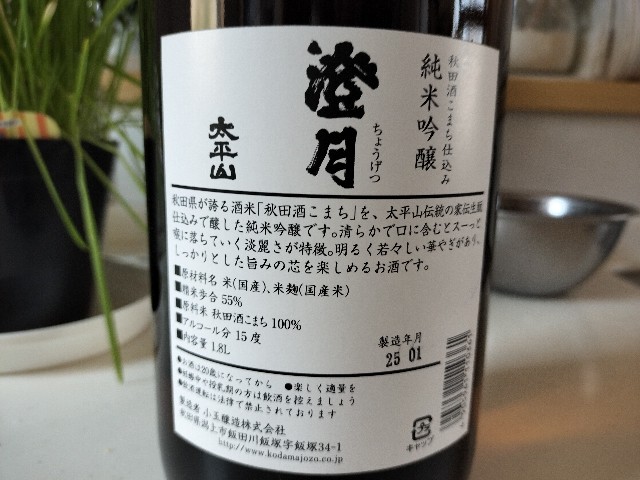 秋田酒こまち仕込み
純米吟醸
澄月
ちょうげつ
太平山
秋田県が誇る酒米「秋田酒こまち」を、太平山伝統の家伝生酛
仕込みで醸した純米吟醸です。清らかで口に含むとスーっと
喉に落ちていく淡麗さが特徴。明るく若々しい華やぎがあり、
しっかりとした旨みの芯を楽しめるお酒です。
■原材料名 米(国産)、米麹(国産米)
■精米歩合 55%
■原料米 秋田酒こまち 100%
■アルコール分 15度
■内容量 1.8L
製造年月
25 01
●お酒は20歳になってから ●楽しく適量を
●妊娠中や授乳期の方は飲酒を控えましょう
●飲酒運転は法律で禁止されております
製造者 小玉醸造株式会社
秋田県潟上市飯田川飯塚字飯塚34-1
http://www.kodamajozo.co.jp
キャップ